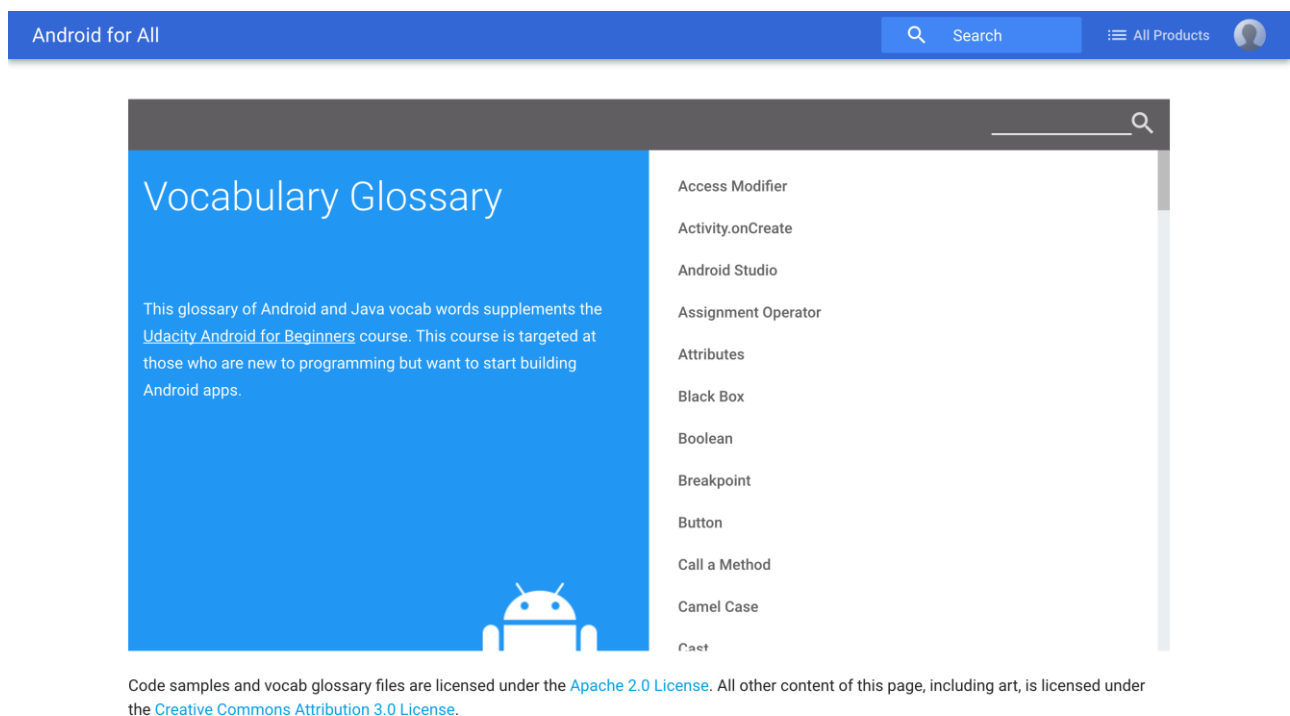 Android for All
Search
All Products
Vocabulary Glossary
This glossary of Android and Java vocab words supplements the
Udacity Android for Beginners course. This course is targeted at
those who are new to programming but want to start building
Android apps.
Access Modifier
Activity.onCreate
Android Studio
Assignment Operator
Attributes
Black Box
Boolean
Breakpoint
Button
Call a Method
Camel Case
Cast
Code samples and vocab glossary files are licensed under the Apache 2.0 License. All other content of this page, including art, is licensed under
the Creative Commons Attribution 3.0 License.